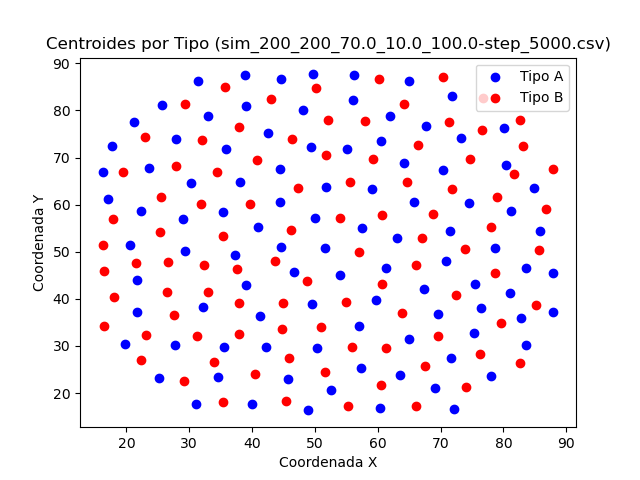 Centroides por Tipo (sim_200_200_70.0_10.0_100.0-step_5000.csv)
Tipo A
Tipo B
90
80
70
60
50
40
30
20
Coordenada Y
20 30 40 50 60 70 80 90
Coordenada X